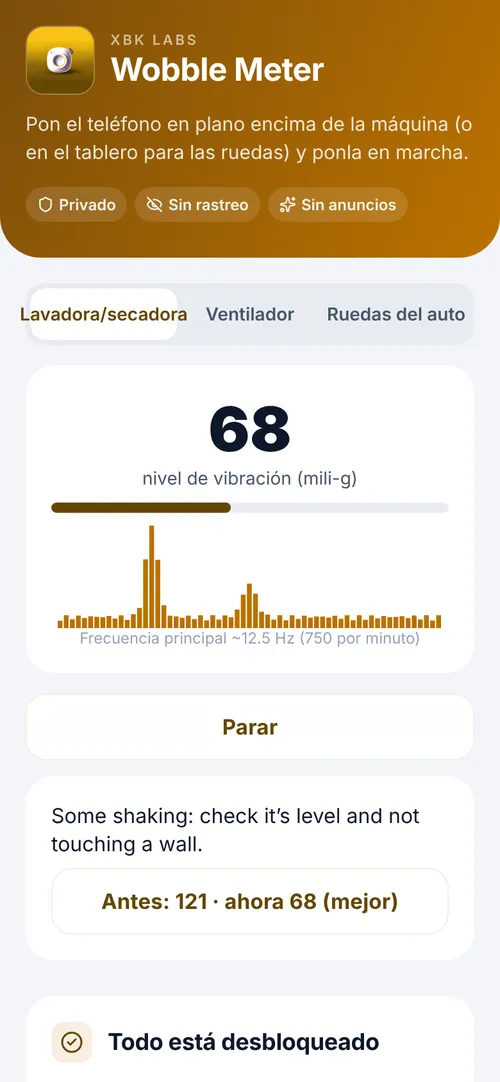 XBK LABS
Wobble Meter
Pon el teléfono en plano encima de la máquina (o
en el tablero para las ruedas) y ponla en marcha.
Privado
Sin rastreo
Sin anuncios
Lavadora/secadora
Ventilador
Ruedas del auto
68
nivel de vibración (mili-g)
Frecuencia principal ~12.5 Hz (750 por minuto)
Parar
Some shaking: check it’s level and not
touching a wall.
Antes: 121 · ahora 68 (mejor)
Todo está desbloqueado